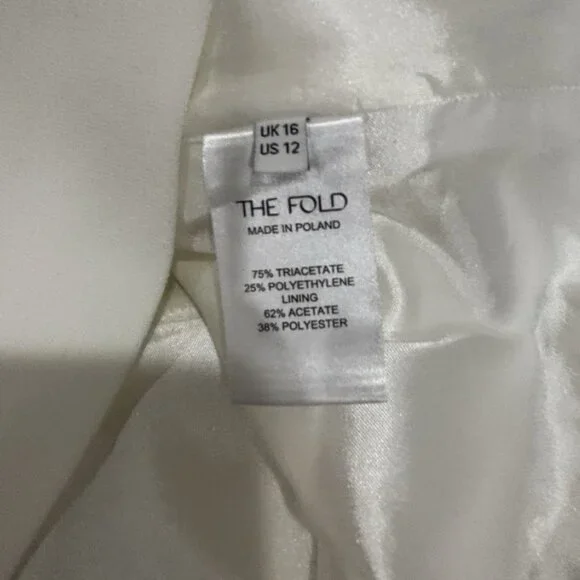 UK 16
US 12
THE FOLD
MADE IN POLAND
75% TRIACETATE
25% POLYETHYLENE
LINING
62% ACETATE
38% POLYESTER